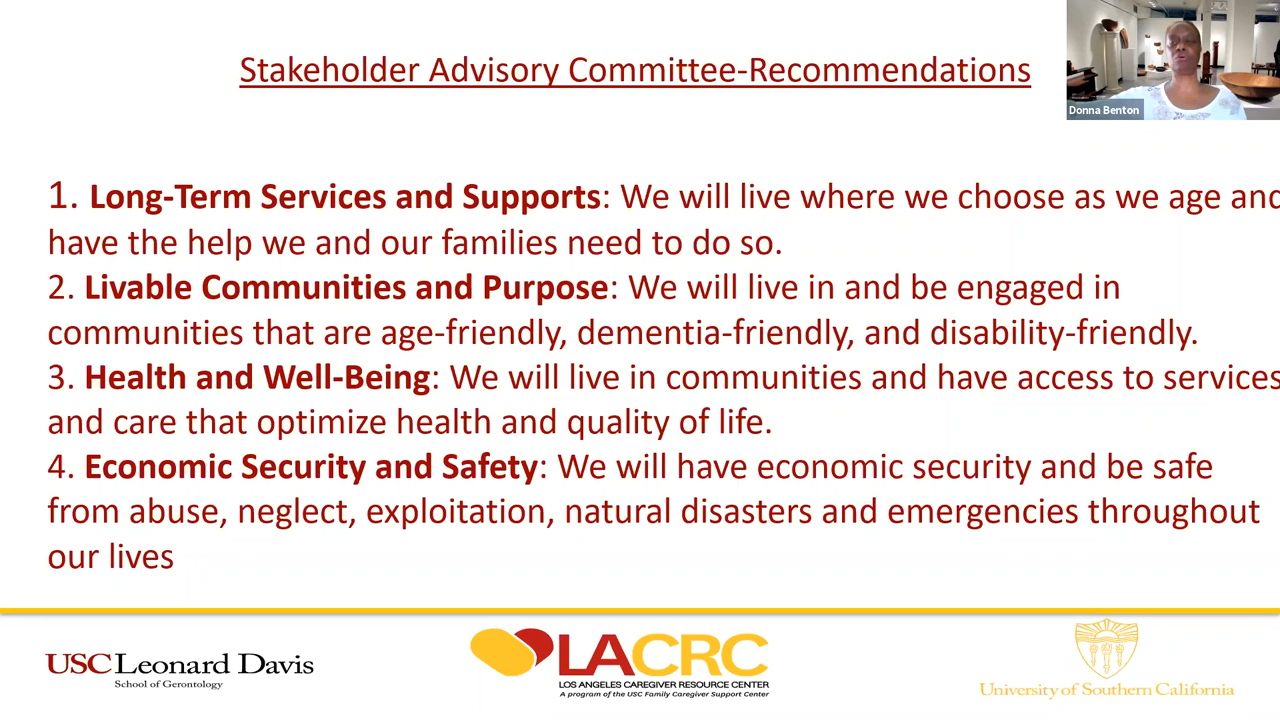 Stakeholder Advisory Committee-Recommendations
Donna Benton
1. Long-Term Services and Supports: We will live where we choose as we age and
have the help we and our families need to do so.
2. Livable Communities and Purpose: We will live in and be engaged in
communities that are age-friendly, dementia-friendly, and disability-friendly.
3. Health and Well-Being: We will live in communities and have access to services
and care that optimize health and quality of life.
4. Economic Security and Safety: We will have economic security and be safe
from abuse, neglect, exploitation, natural disasters and emergencies throughout
our lives
USC Leonard Davis
School of Gerontology
LACRC
LOS ANGELES CAREGIVER RESOURCE CENTER
A program of the USC Family Caregiver Support Center
University of Southern California